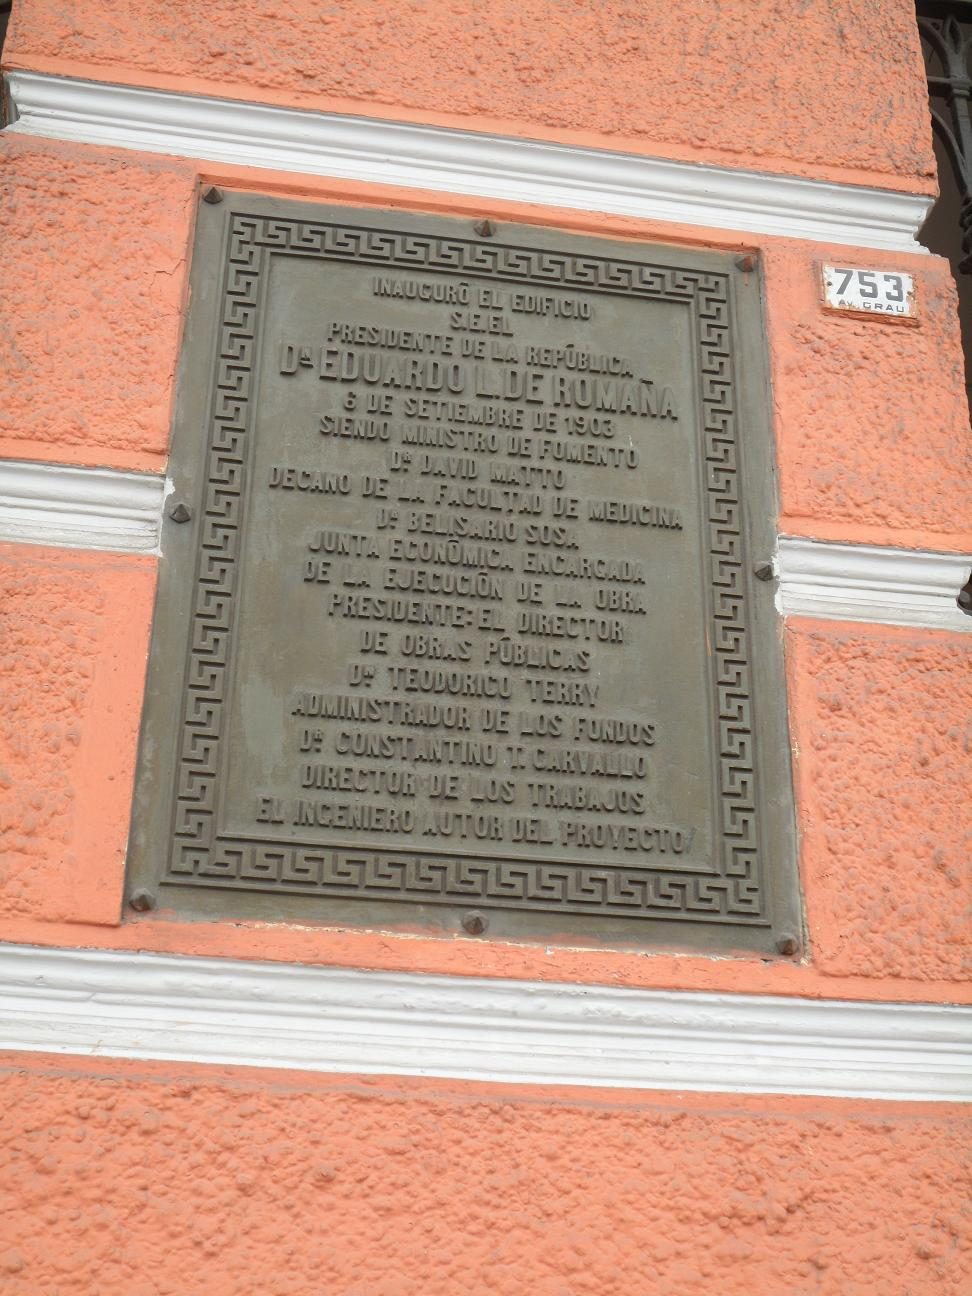 INAUGURÓ EL EDIFICIO
S.E.EL
PRESIDENTE DE LA REPÚBLICA,
Dn. EDUARDO L. DE ROMAÑA
6 DE SETIEMBRE DE 1903
SIENDO MINISTRO DE FOMENTO
Dr. DAVID MATTO
DECANO DE LA FACULTAD DE MEDICINA
Dr. BELISARIO SOSA
JUNTA ECONÓMICA ENCARGADA
DE LA EJECUCIÓN DE LA OBRA
PRESIDENTE: EL DIRECTOR
DE OBRAS PÚBLICAS
Dn. TEODORICO TERRY
ADMINISTRADOR DE LOS FONDOS
Dr. CONSTANTINO T. CARVALLO
DIRECTOR DE LOS TRABAJOS
EL INGENIERO AUTOR DEL PROYECTO
753
AV. GRAU